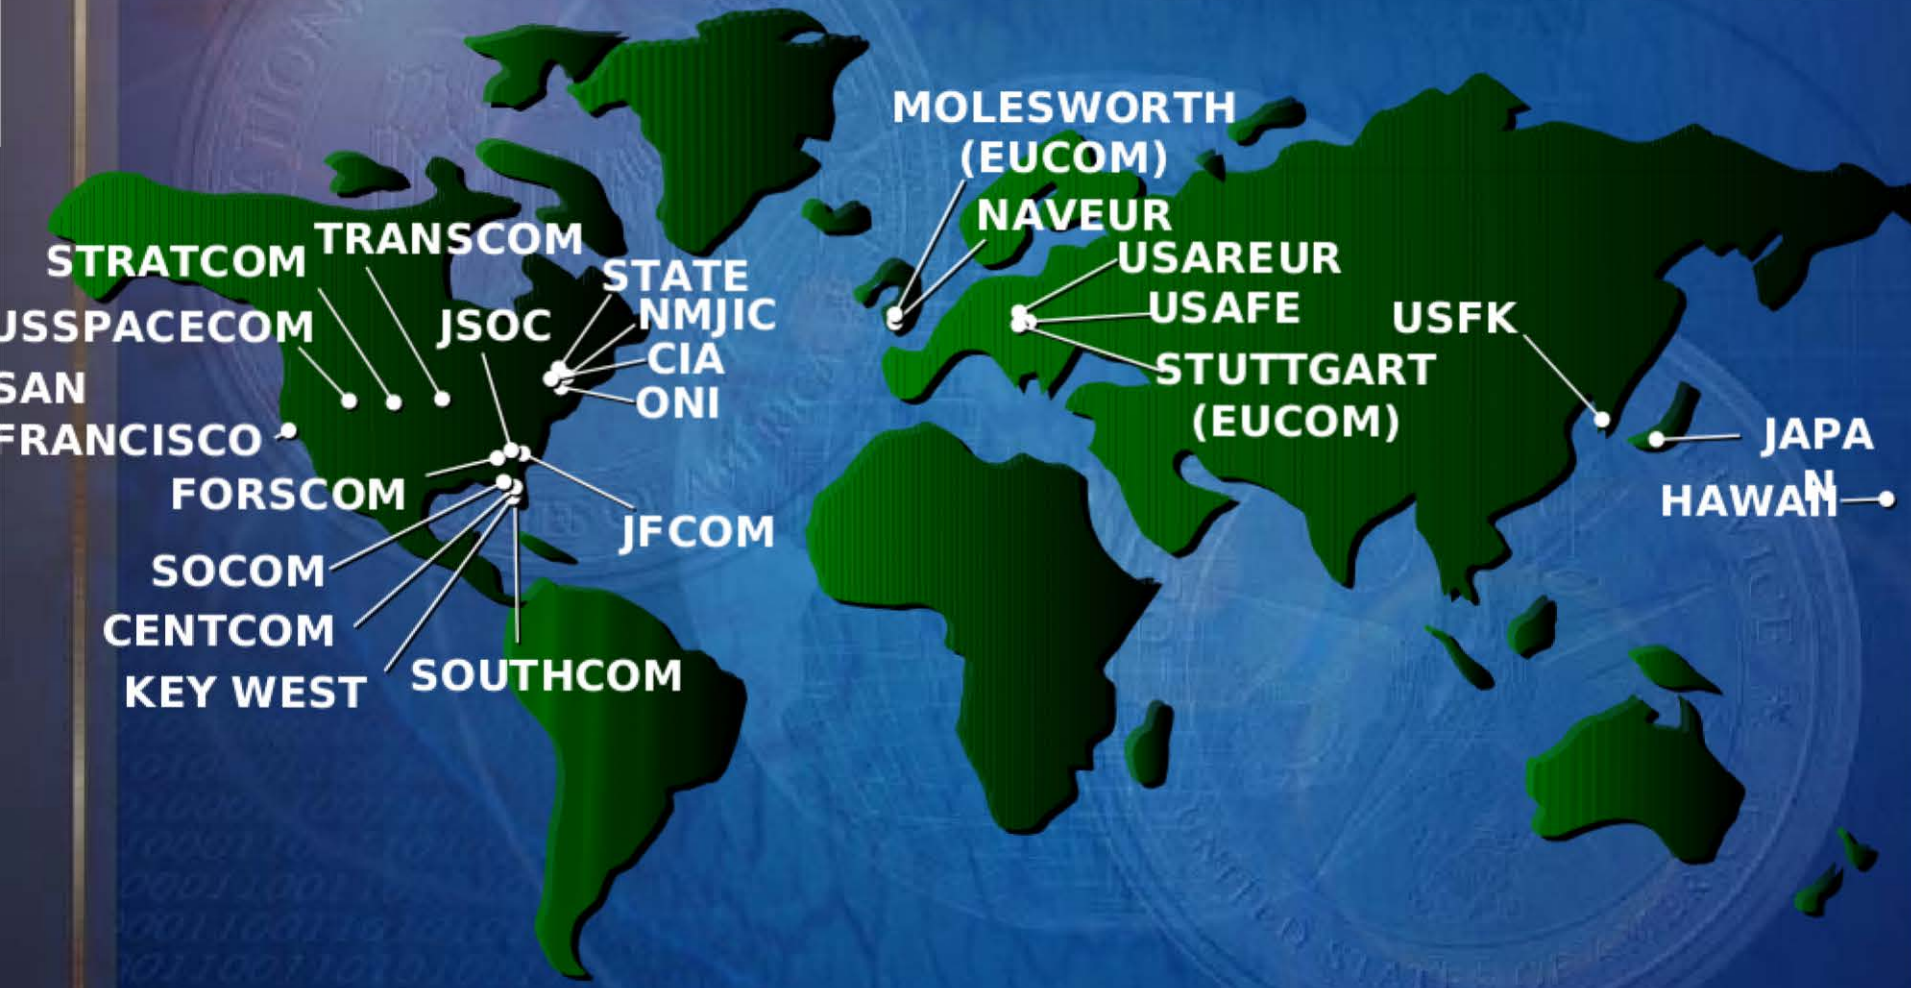 MOLESWORTH
(EUCOM)
NAVEUR
TRANSCOM
STRATCOM
USAREUR
STATE
USAFE
NMJIC
USSPACECOM
JSOC
USFK
CIA
STUTTGART
(EUCOM)
SAN
FRANCISCO
ONI
JAPA
N
HAWAII
FORSCOM
JFCOM
SOCOM
CENTCOM
KEY WEST
SOUTHCOM